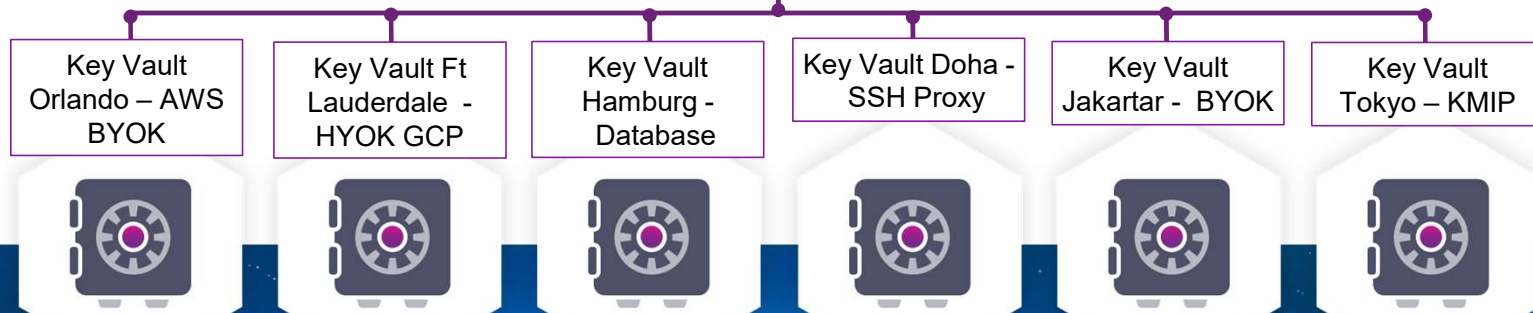 Key Vault
Orlando – AWS
BYOK
Key Vault Ft
Lauderdale -
HYOK GCP
Key Vault
Hamburg -
Database
Key Vault Doha -
SSH Proxy
Key Vault
Jakartar - BYOK
Key Vault
Tokyo – KMIP